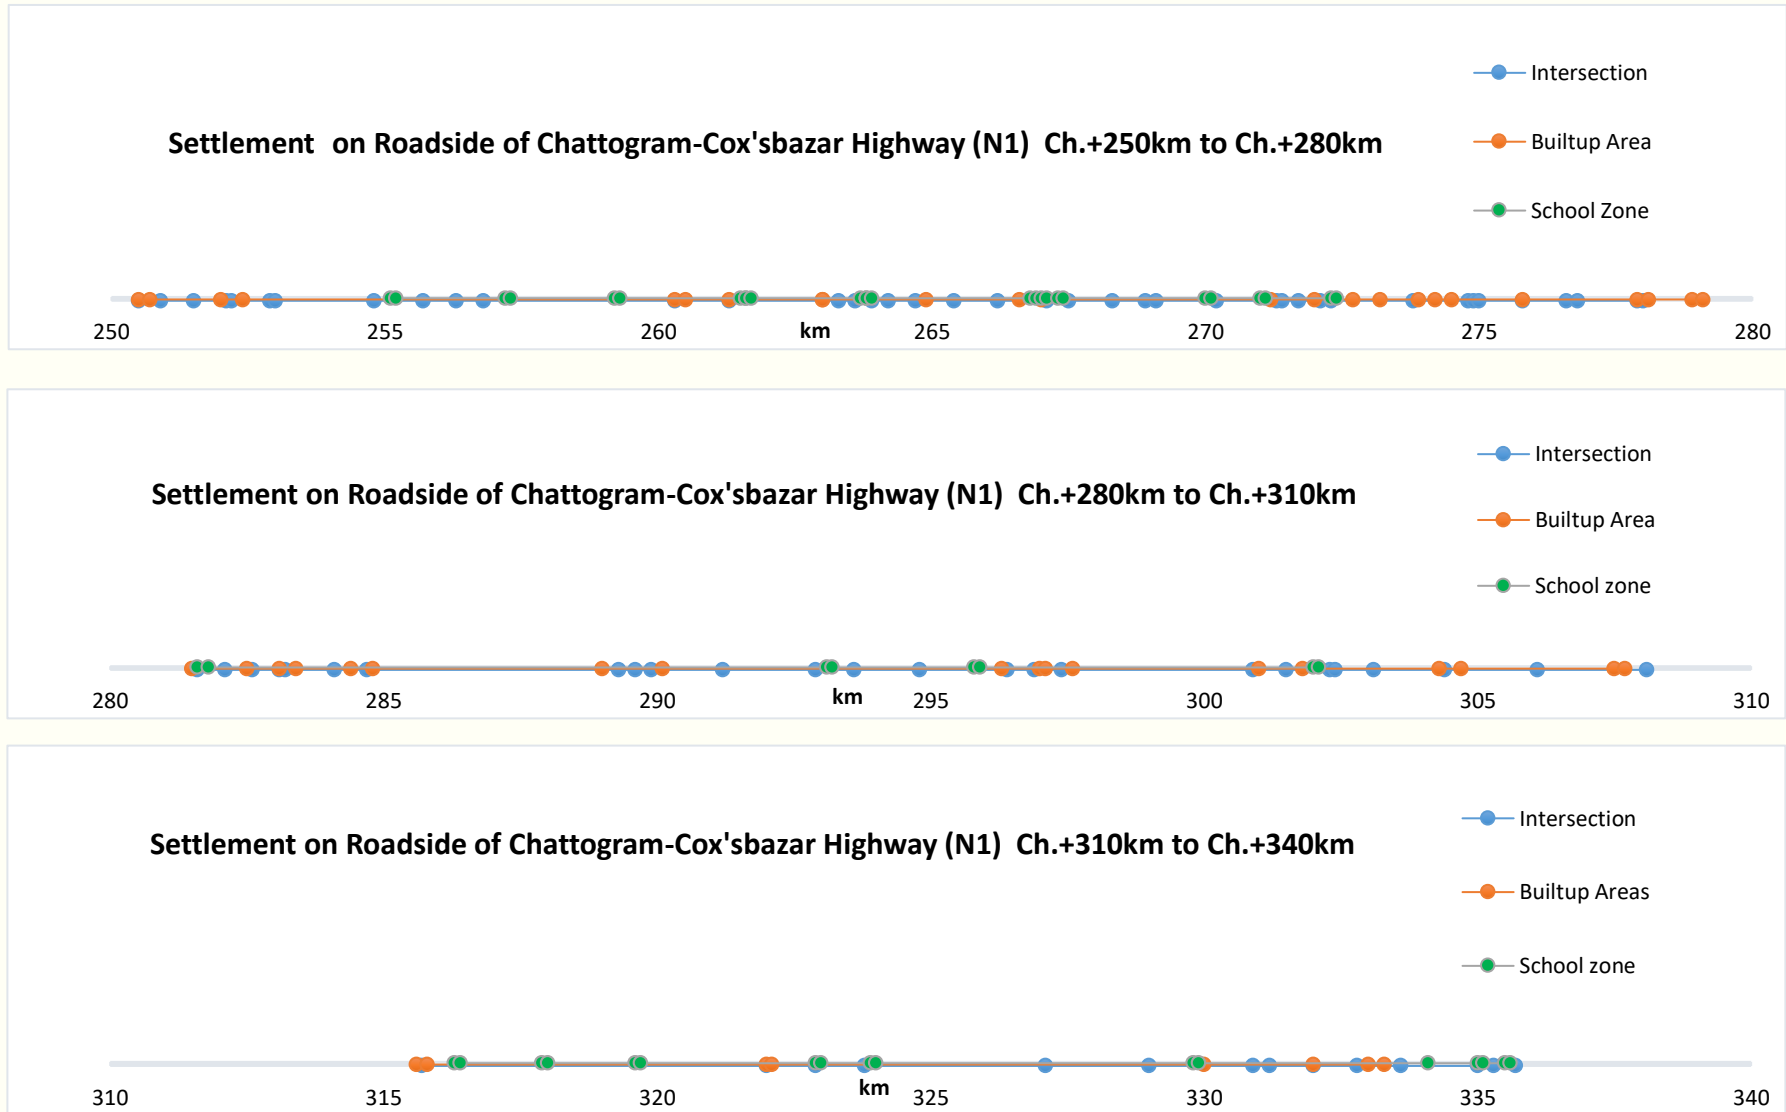 Intersection
Settlement  on Roadside of Chattogram-Cox'sbazar Highway (N1)  Ch.+250km to Ch.+280km
Builtup Area
School Zone
250 255 260 km 265 270 275 280
Intersection
Settlement on Roadside of Chattogram-Cox'sbazar Highway (N1)  Ch.+280km to Ch.+310km
Builtup Area
School zone
280 285 290 km 295 300 305 310
Intersection
Settlement on Roadside of Chattogram-Cox'sbazar Highway (N1)  Ch.+310km to Ch.+340km
Builtup Areas
School zone
310 315 320 km 325 330 335 340